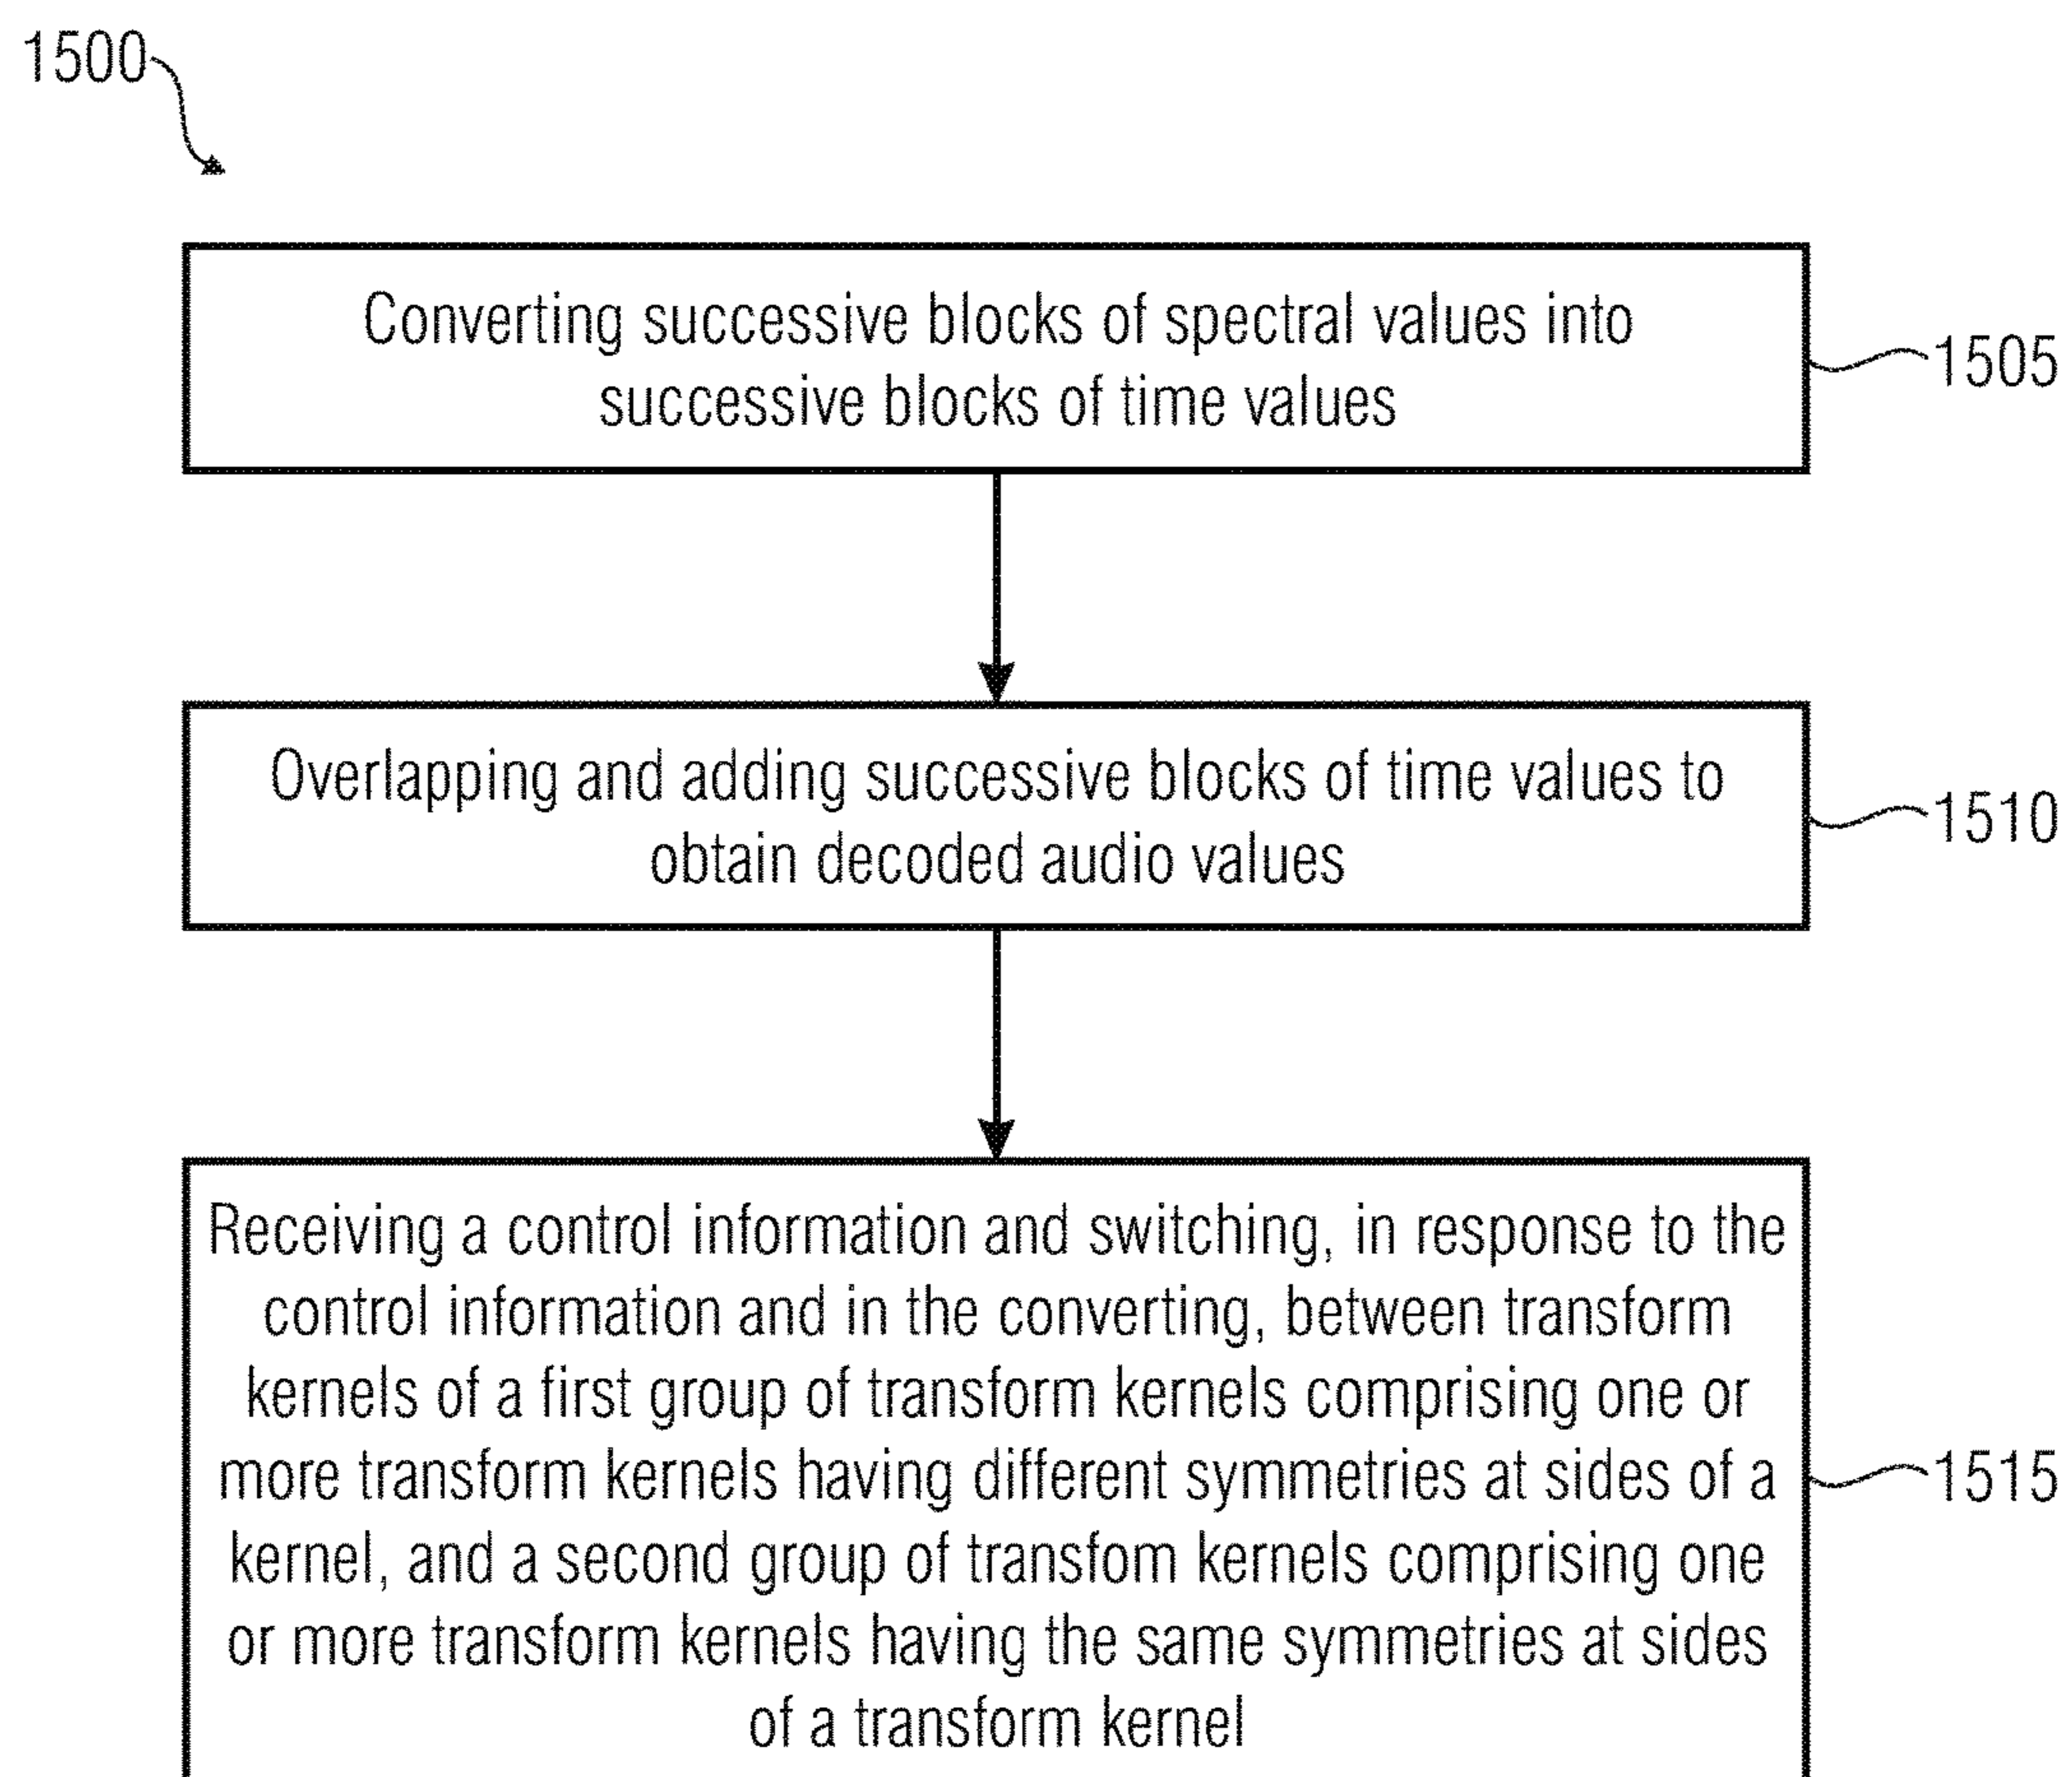 1500
Converting successive blocks of spectral values into
successive blocks of time values
1505
Overlapping and adding successive blocks of time values to
obtain decoded audio values
1510
Receiving a control information and switching, in response to the
control information and in the converting, between transform
kernels of a first group of transform kernels comprising one or
more transform kernels having different symmetries at sides of a
kernel, and a second group of transfom kernels comprising one
or more transform kernels having the same symmetries at sides
of a transform kernel
1515